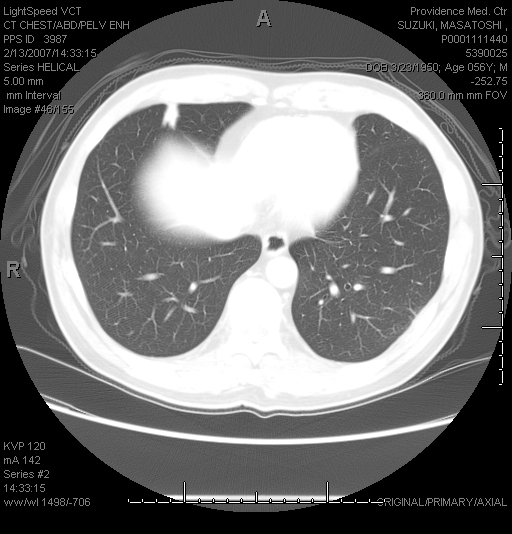 LightSpeed VCT
CT CHEST/ABD/PELV ENH
PPS ID 3987
2/13/2007/14:33:15
Series HELICAL
5.00 mm
mm Interval
Image #46/155
A
Providence Med. Ctr
SUZUKI, MASATOSHI ,
P0001111440
5390025
DOB 3/23/1950; Age 056Y; M
-252.75
360.0 mm FOV
R
KVP 120
mA 142
Series #2
14:33:15
ww/wl 1498/-706
ORIGINAL/PRIMARY/AXIAL